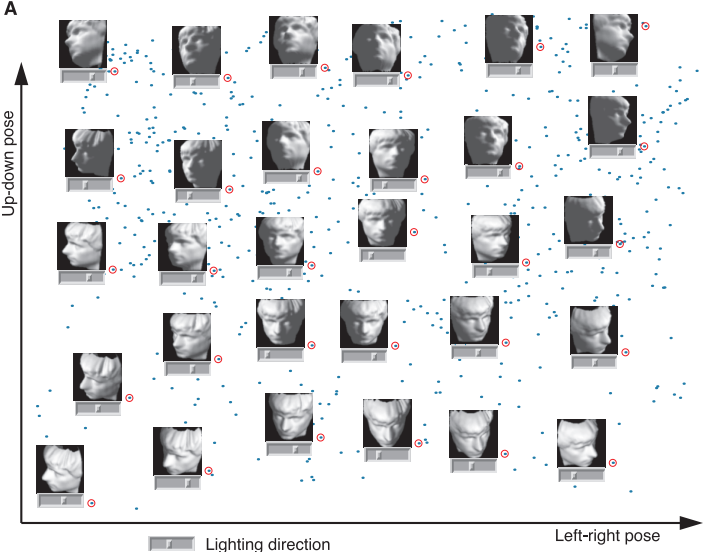 A
Up-down pose
Left-right pose
Lighting direction